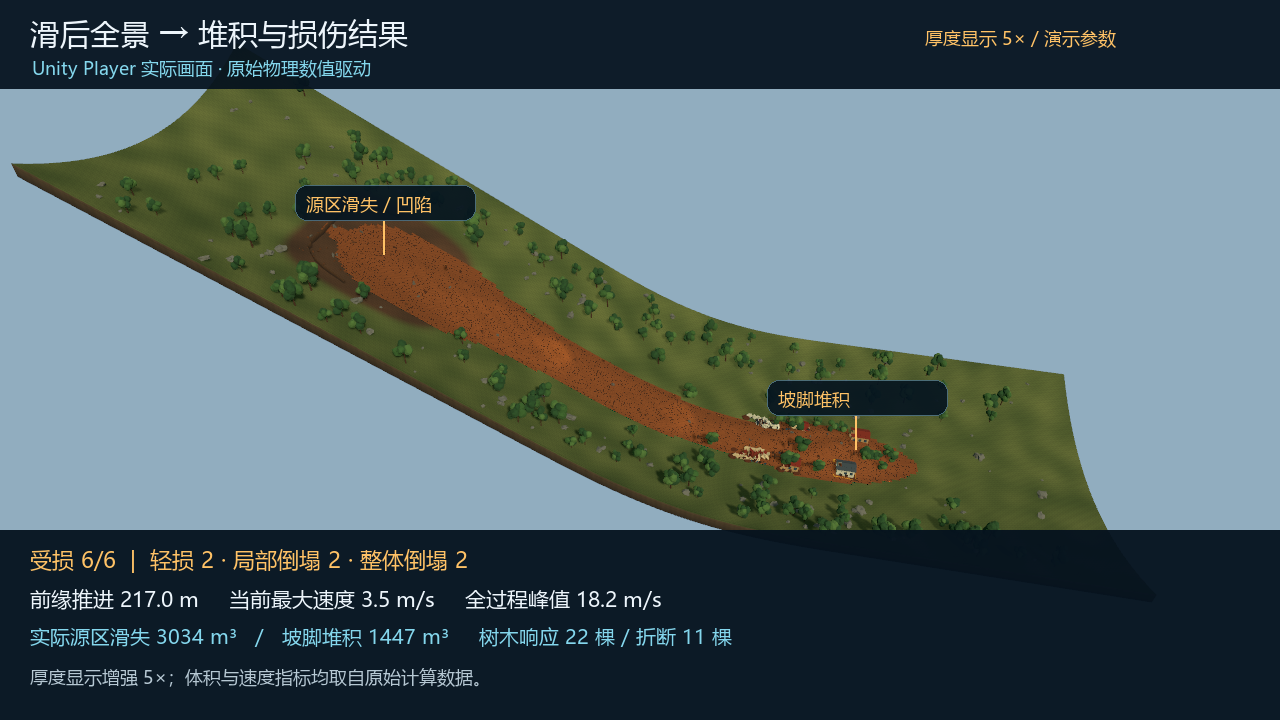 滑后全景 → 堆积与损伤结果
厚度显示 5× / 演示参数
Unity Player 实际画面 · 原始物理数值驱动
源区滑失 / 凹陷
坡脚堆积
受损 6/6 | 轻损 2 · 局部倒塌 2 · 整体倒塌 2
前缘推进 217.0 m 当前最大速度 3.5 m/s 全过程峰值 18.2 m/s
实际源区滑失 3034 m³ / 坡脚堆积 1447 m³ 树木响应 22 棵 / 折断 11 棵
厚度显示增强 5×；体积与速度指标均取自原始计算数据。